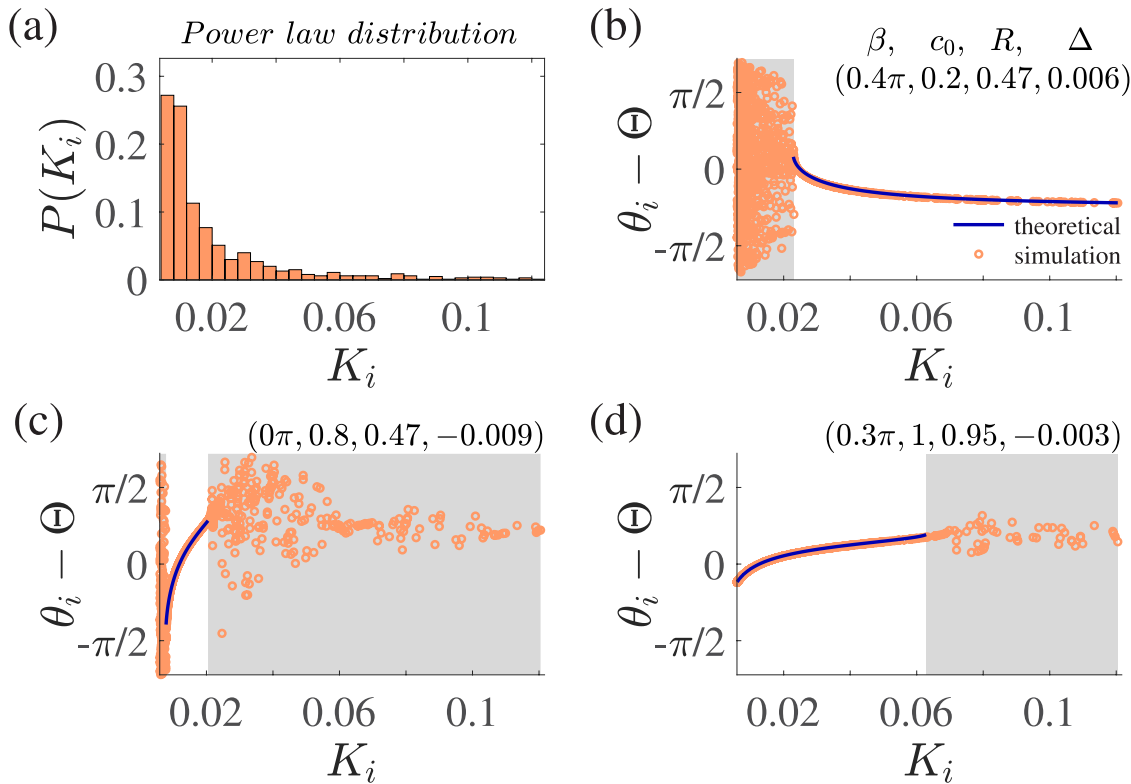 (a)
Power law distribution
0.3
0.2
0.1
0
P(K_i)
0.02 0.06 0.1
K_i
(b)
β, c_0, R, Δ
(0.4π, 0.2, 0.47, 0.006)
π/2
0
-π/2
θ_i − Θ
theoretical
simulation
0.02 0.06 0.1
K_i
(c)
(0π, 0.8, 0.47, −0.009)
π/2
0
-π/2
θ_i − Θ
0.02 0.06 0.1
K_i
(d)
(0.3π, 1, 0.95, −0.003)
π/2
0
-π/2
θ_i − Θ
0.02 0.06 0.1
K_i